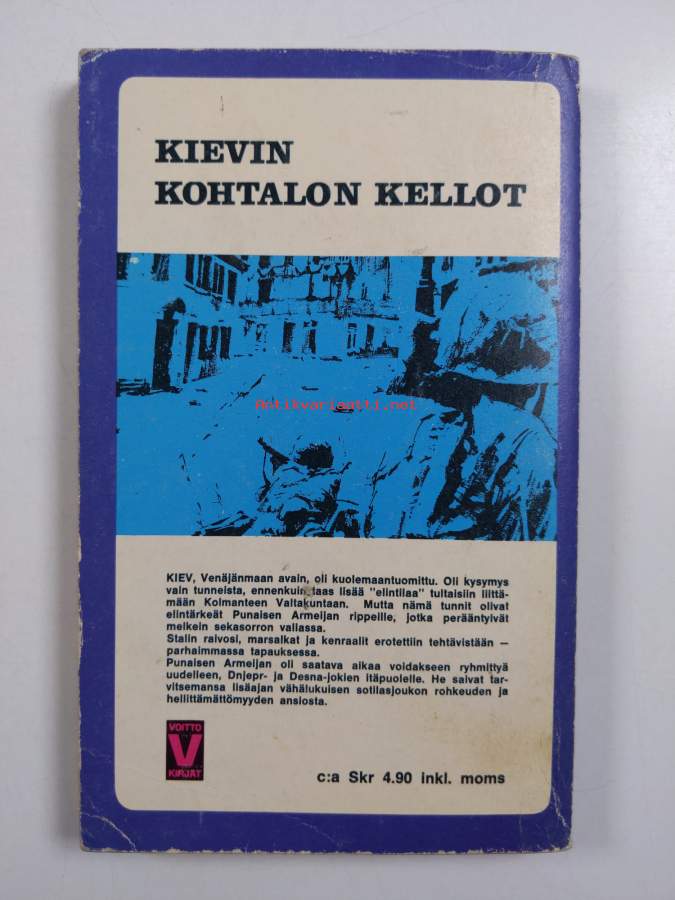 KIEVIN
KOHTALON KELLOT
Antikvariaatti.net
KIEV, Venäjänmaan avain, oli kuolemaantuomittu. Oli kysymys
vain tunneista, ennenkuin taas lisää "elintilaa" tultaisiin liittä-
mään Kolmanteen Valtakuntaan. Mutta nämä tunnit olivat
elintärkeät Punaisen Armeijan rippeille, jotka perääntyivät
melkein sekasorron vallassa.
Stalin raivosi, marsalkat ja kenraalit erotettiin tehtävistään —
parhaimmassa tapauksessa.
Punaisen Armeijan oli saatava aikaa voidakseen ryhmittyä
uudelleen, Dnjepr- ja Desna-jokien itäpuolelle. He saivat tar-
vitsemansa lisäajan vähälukuisen sotilasjoukon rohkeuden ja
hellittämättömyyden ansiosta.
VOITTO
V
KIRJAT
c:a Skr 4.90 inkl. moms